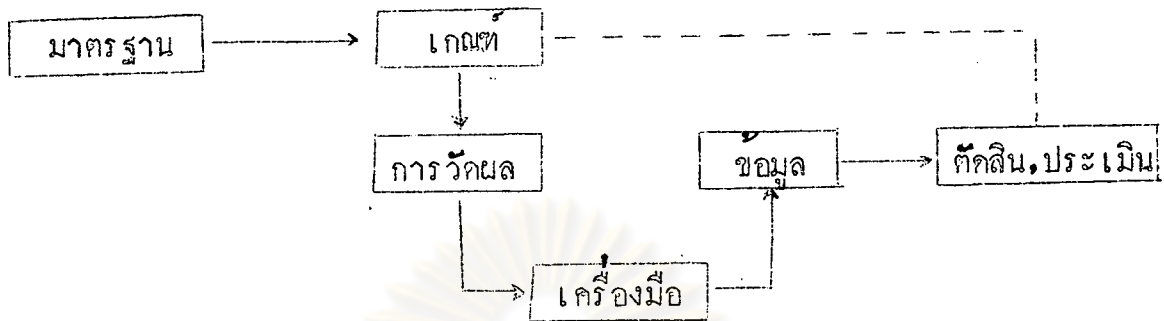 มาตรฐาน
เกณฑ์
การวัดผล
ข้อมูล
ตัดสิน,ประเมิน
เครื่องมือ